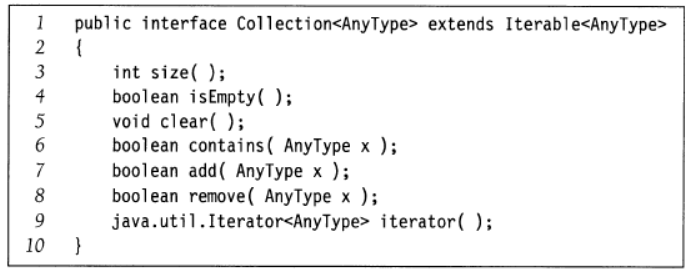 1 public interface Collection<AnyType> extends Iterable<AnyType>
2 {
3 int size( );
4 boolean isEmpty( );
5 void clear( );
6 boolean contains( AnyType x );
7 boolean add( AnyType x );
8 boolean remove( AnyType x );
9 java.util.Iterator<AnyType> iterator( );
10 }